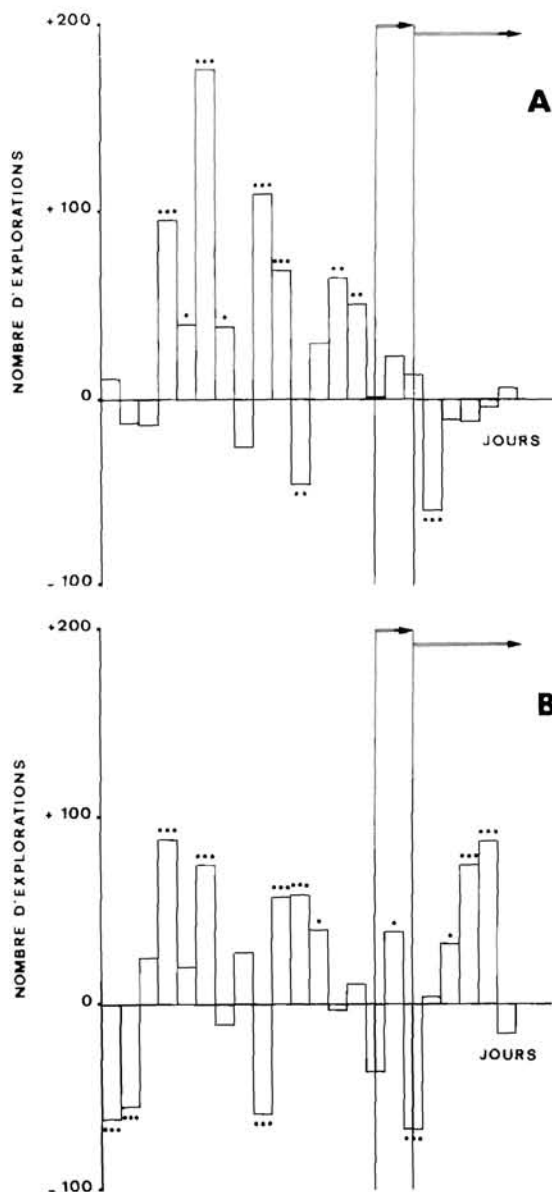 +200
A
NOMBRE D'EXPLORATIONS
+100
0
JOURS
- 100
+200
B
NOMBRE D'EXPLORATIONS
+ 100
0
JOURS
- 100